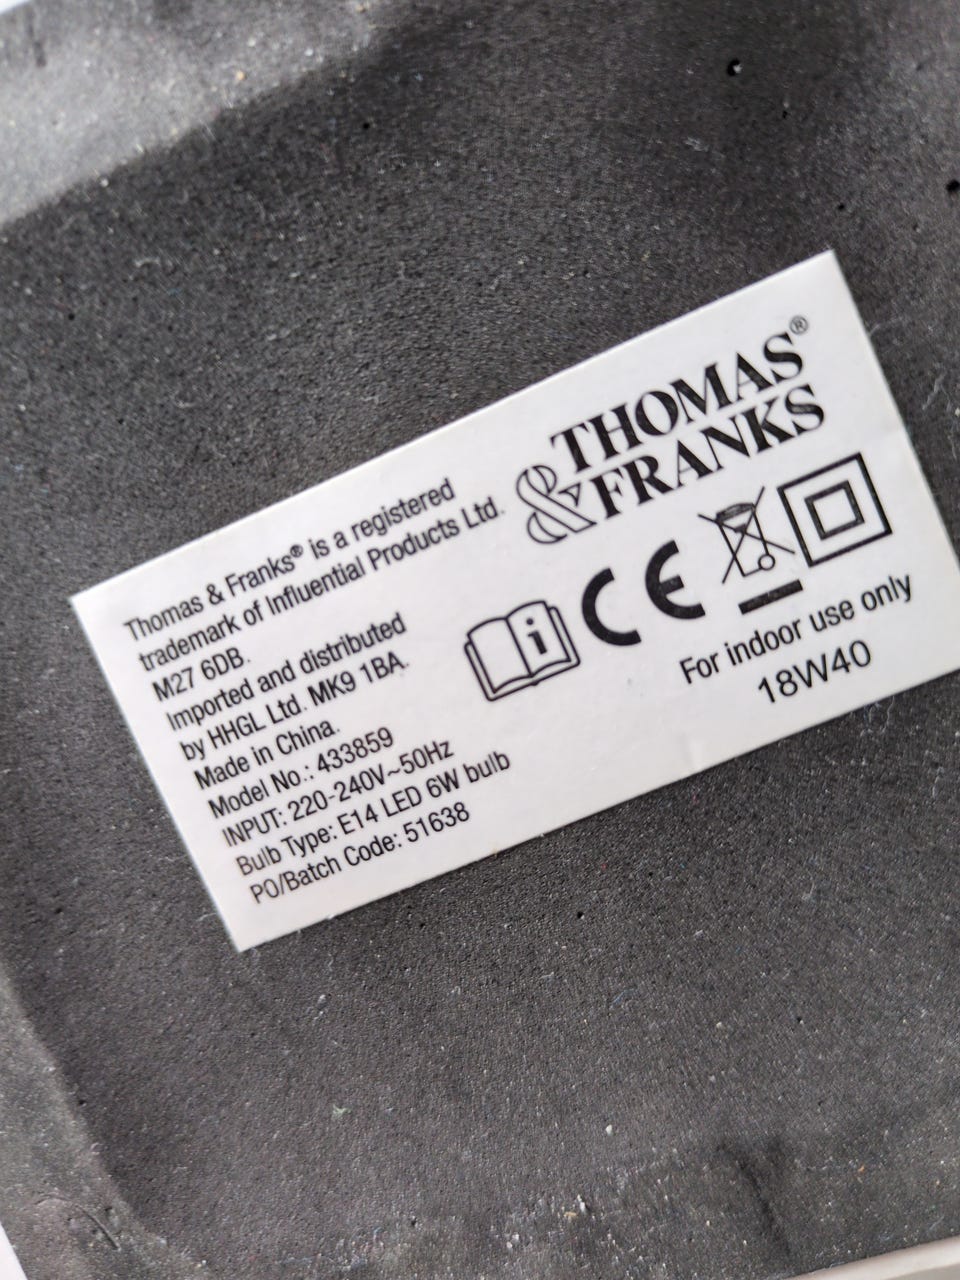 Thomas & Franks® is a registered
trademark of Influential Products Ltd.
M27 6DB.
Imported and distributed
by HHGL Ltd. MK9 1BA.
Made in China.
Model No.: 433859
INPUT: 220-240V~50Hz
Bulb Type: E14 LED 6W bulb
PO/Batch Code: 51638
THOMAS®
& FRANKS
i
CE
For indoor use only
18W40